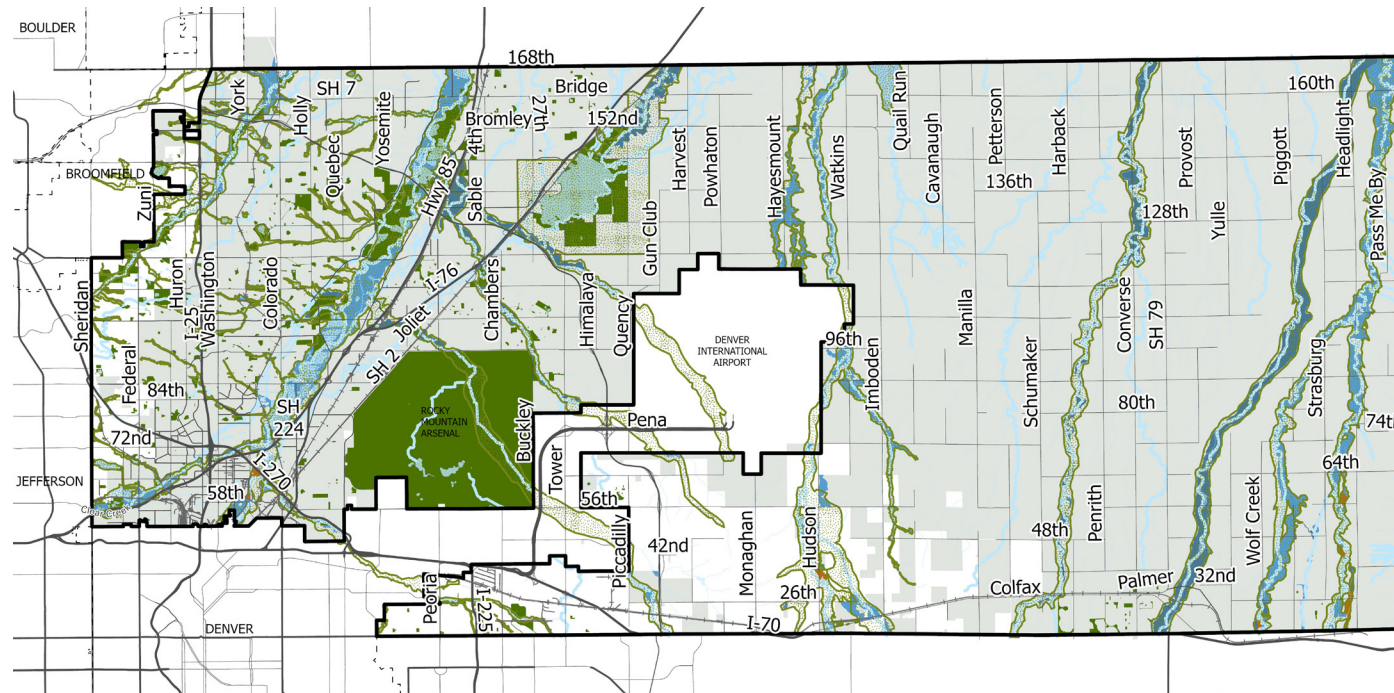 BOULDER
168th
160th
SH 7
Bridge
York
Holly
Yosemite
27th
Bromley
4th
152nd
Quail Run
Petterson
Harback
Headlight
Quebec
BROOMFIELD
Zuni
Hwy 85
Sable
Harvest
Powhaton
Hayesmount
Watkins
Cavanaugh
136th
Provost
Piggott
Pass Me By
128th
Yulle
Gun Club
Huron
I-25
Washington
Colorado
Sheridan
I-76
Chambers
Himalaya
Quency
Joliet
SH 2
Manilla
Converse
SH 79
DENVER
INTERNATIONAL
AIRPORT
96th
Imboden
Schumaker
Strasburg
Federal
84th
SH
224
80th
74th
ROCKY
MOUNTAIN
ARSENAL
Buckley
Pena
72nd
I-270
Tower
64th
JEFFERSON
58th
Clear Creek
56th
Piccadilly
42nd
Monaghan
Hudson
48th
Penrith
Wolf Creek
26th
Colfax
Palmer
32nd
Peoria
I-225
I-70
DENVER